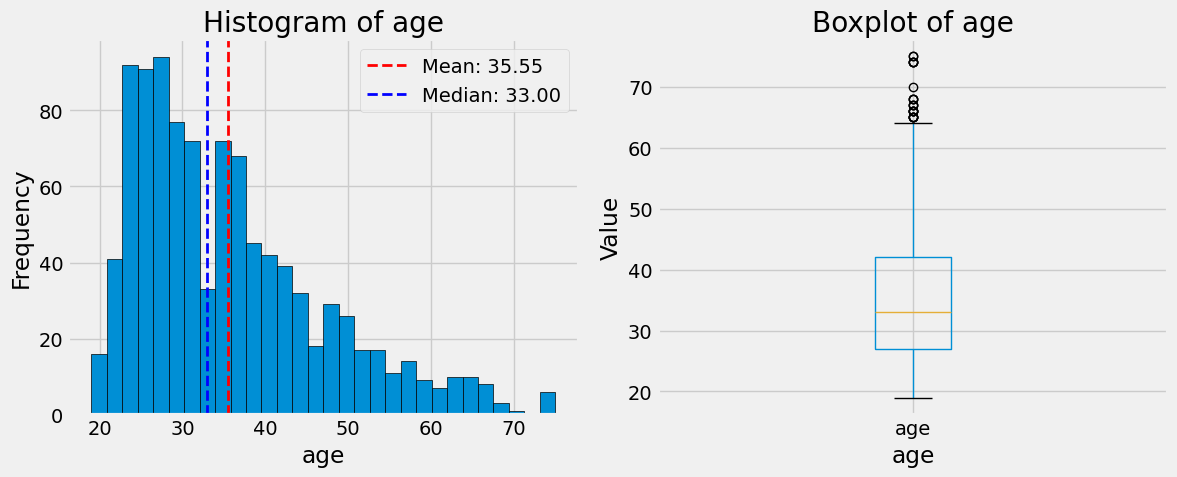 Histogram of age
Mean: 35.55
Median: 33.00
Frequency
80
60
40
20
0
20 30 40 50 60 70
age
Boxplot of age
Value
70
60
50
40
30
20
age
age